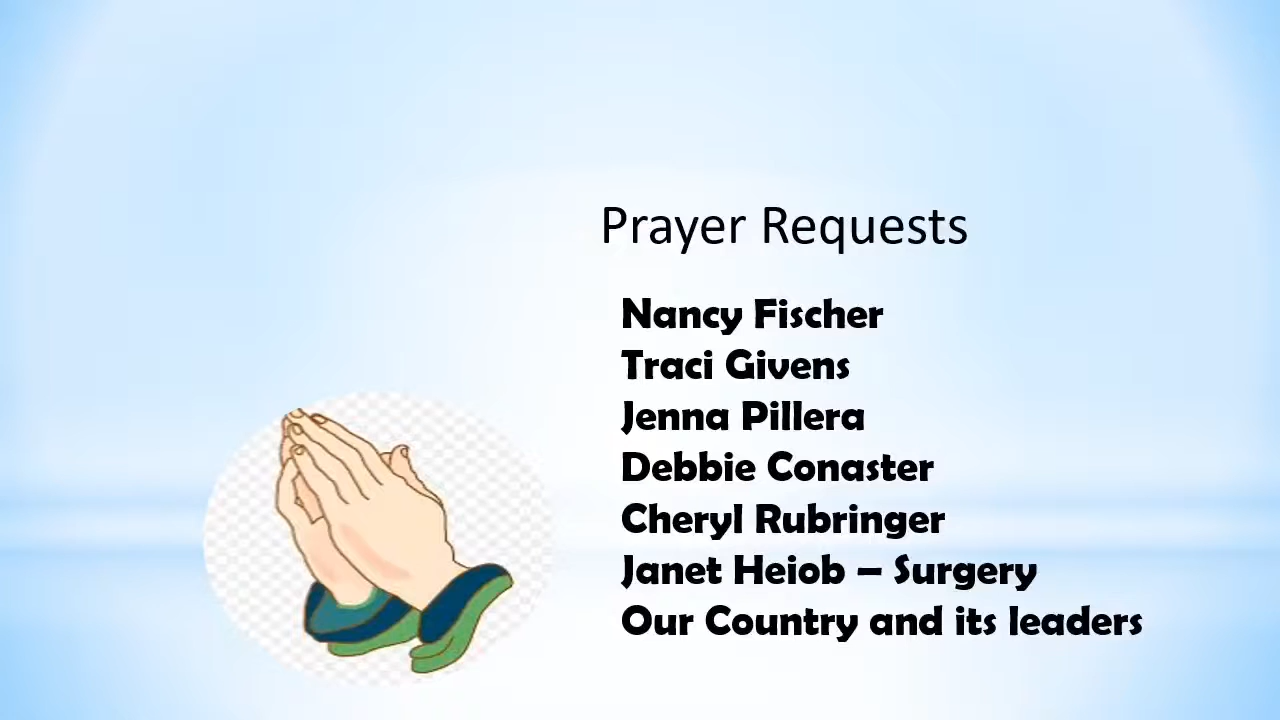 Prayer Requests
Nancy Fischer
Traci Givens
Jenna Pillera
Debbie Conaster
Cheryl Rubringer
Janet Heiob – Surgery
Our Country and its leaders